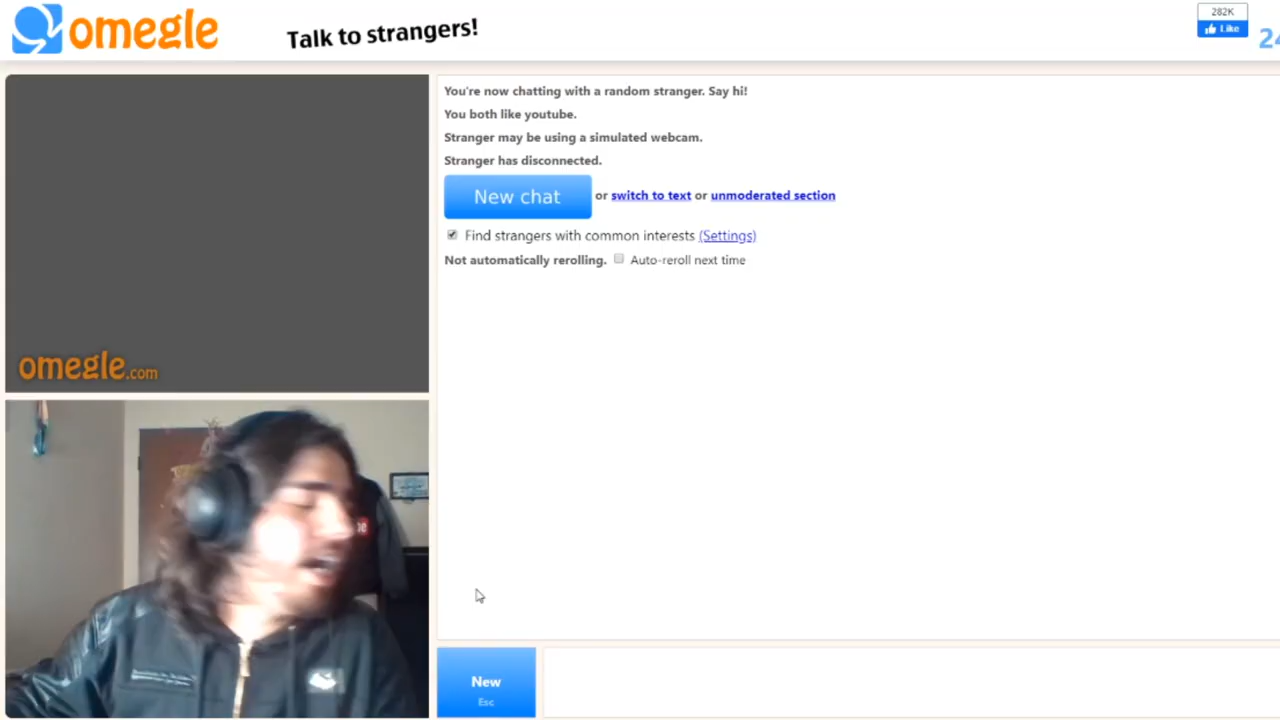 omegle
Talk to strangers!
282K
Like
24
You're now chatting with a random stranger. Say hi!
You both like youtube.
Stranger may be using a simulated webcam.
Stranger has disconnected.
New chat or switch to text or unmoderated section
Find strangers with common interests (Settings)
Not automatically rerolling. Auto-reroll next time
omegle.com
New
Esc